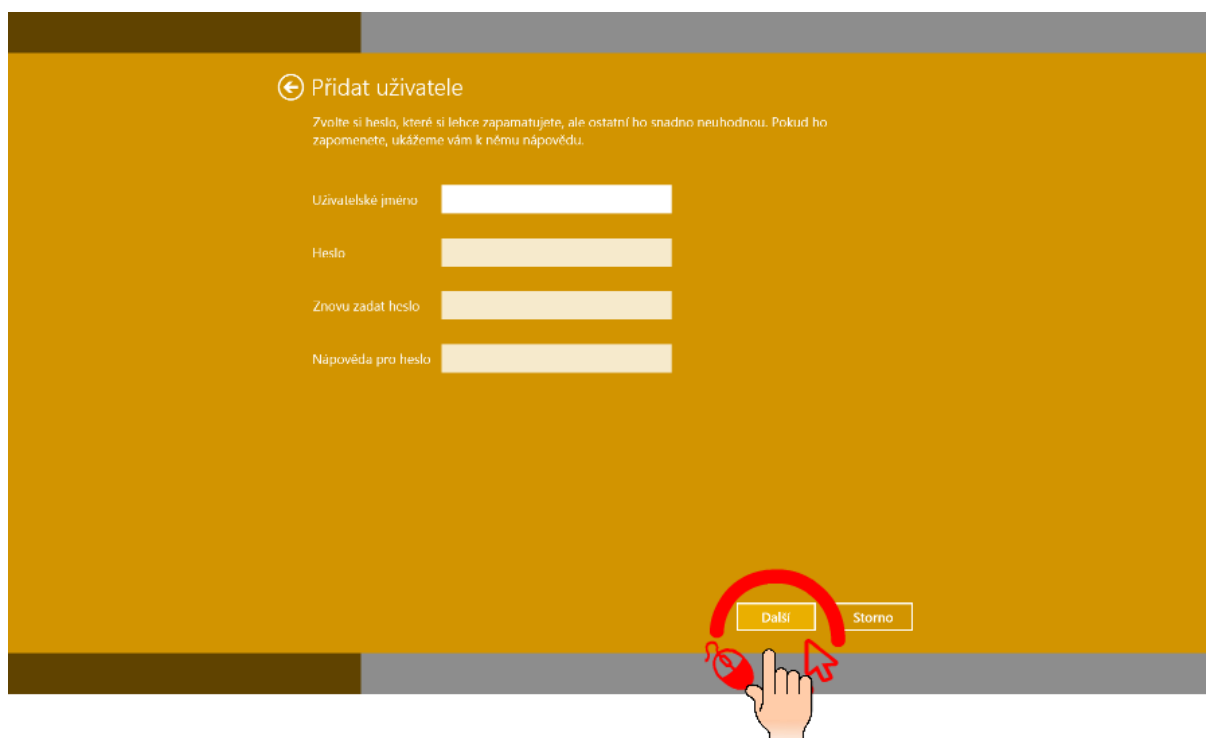 Přidat uživatele
Zvolte si heslo, které si lehce zapamatujete, ale ostatní ho snadno neuhodnou. Pokud ho
zapomenete, ukážeme vám k němu nápovědu.
Uživatelské jméno
Heslo
Znovu zadat heslo
Nápověda pro heslo
Další
Storno